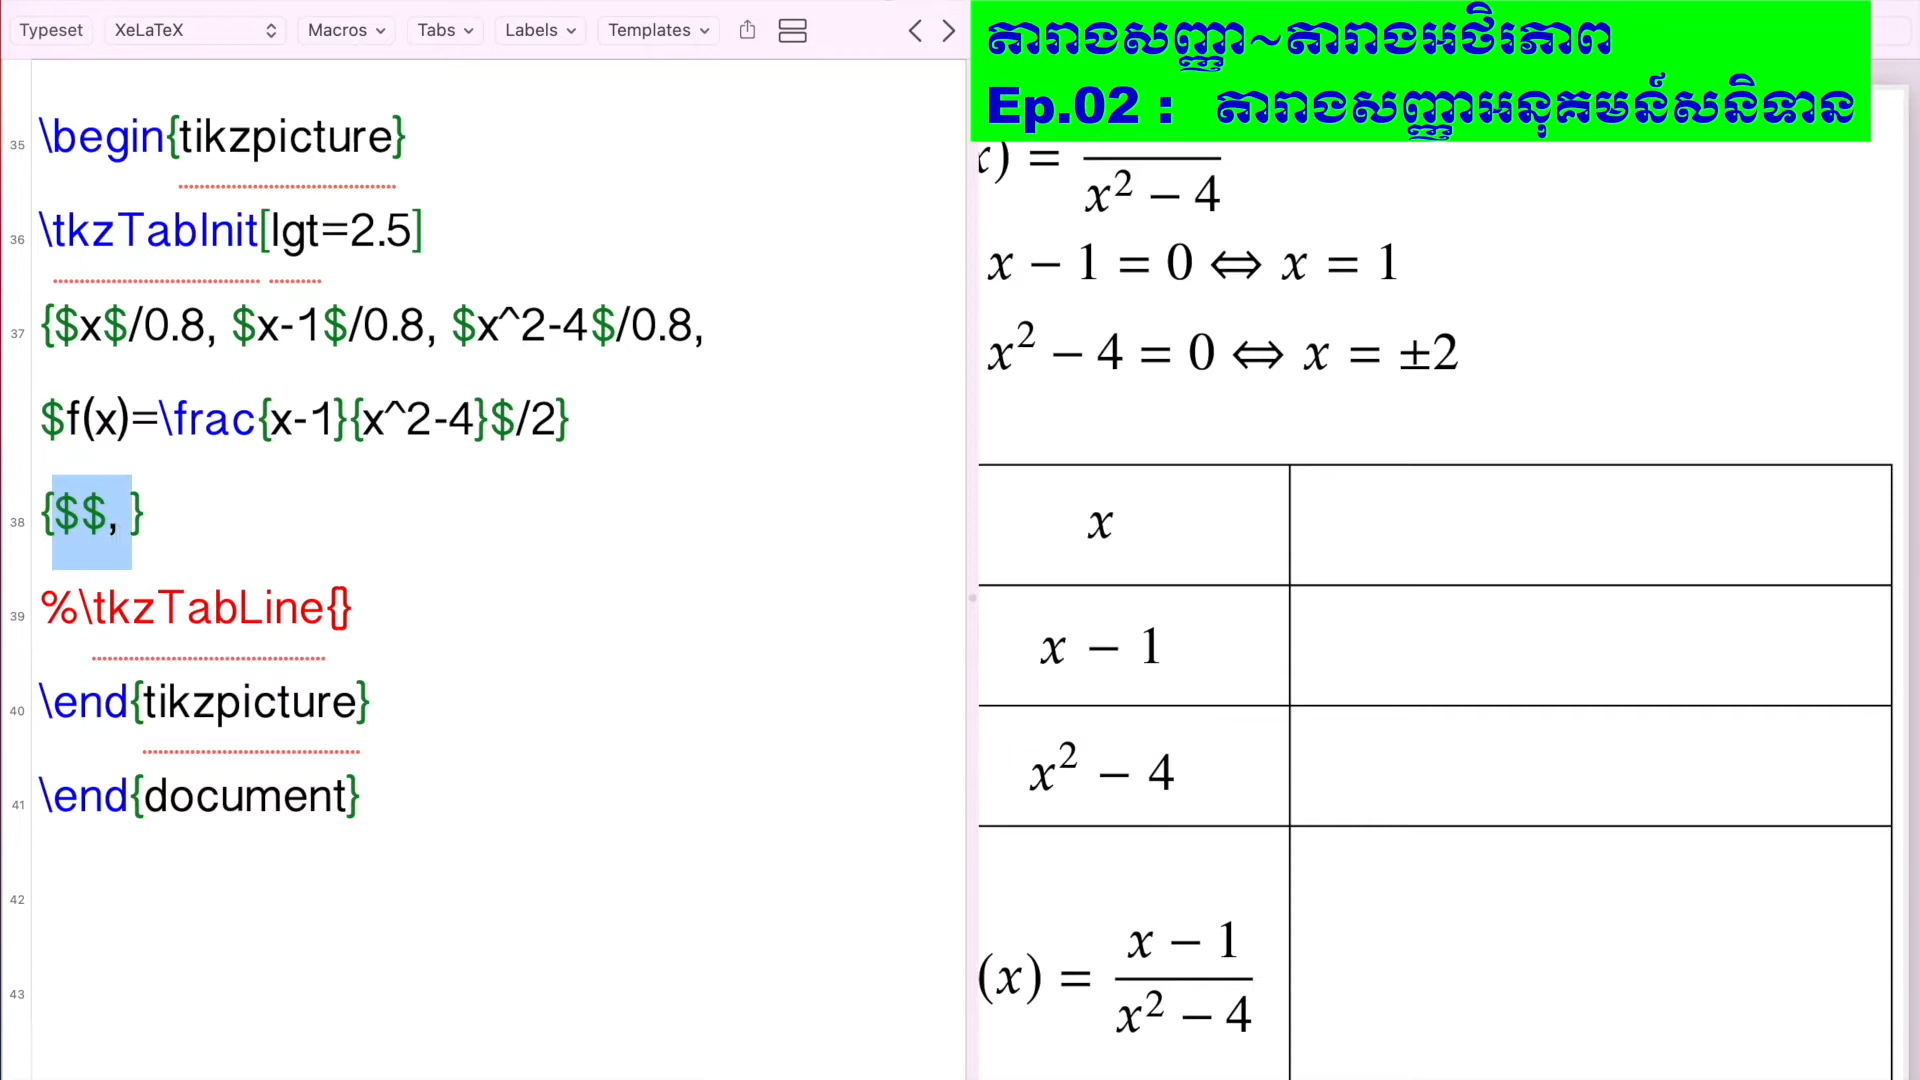 Typeset XeLaTeX Macros Tabs Labels Templates
តារាងសញ្ញា~តារាងអថិរភាព
Ep.02 : តារាងសញ្ញាអនុគមន៍សនិទាន
35 \begin{tikzpicture}
36 \tkzTabInit[lgt=2.5]
37 {$x$/0.8, $x-1$/0.8, $x^2-4$/0.8,
$f(x)=\frac{x-1}{x^2-4}$/2}
38 {$$, }
39 %\tkzTabLine{}
40 \end{tikzpicture}
41 \end{document}
42
43
x) =
x² − 4
x − 1 = 0 ⇔ x = 1
x² − 4 = 0 ⇔ x = ±2
x
x − 1
x² − 4
(x) = x − 1
x² − 4